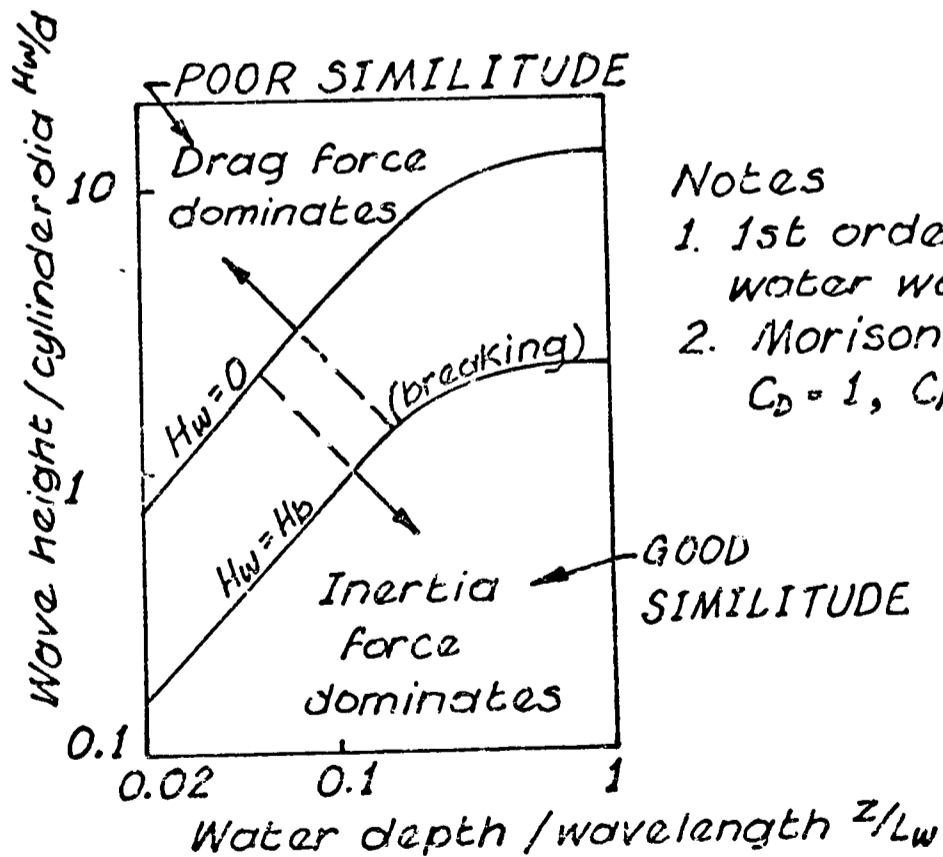 POOR SIMILITUDE
Wave height/cylinder dia Hw/d
10
1
0.1
Drag force
dominates
Hw=0
(breaking)
Hw=Hb
Inertia
force
dominates
GOOD
SIMILITUDE
Notes
1. 1st orde
water wa
2. Morison
C_D = 1, C
0.02
0.1
1
Water depth/wavelength z/Lw